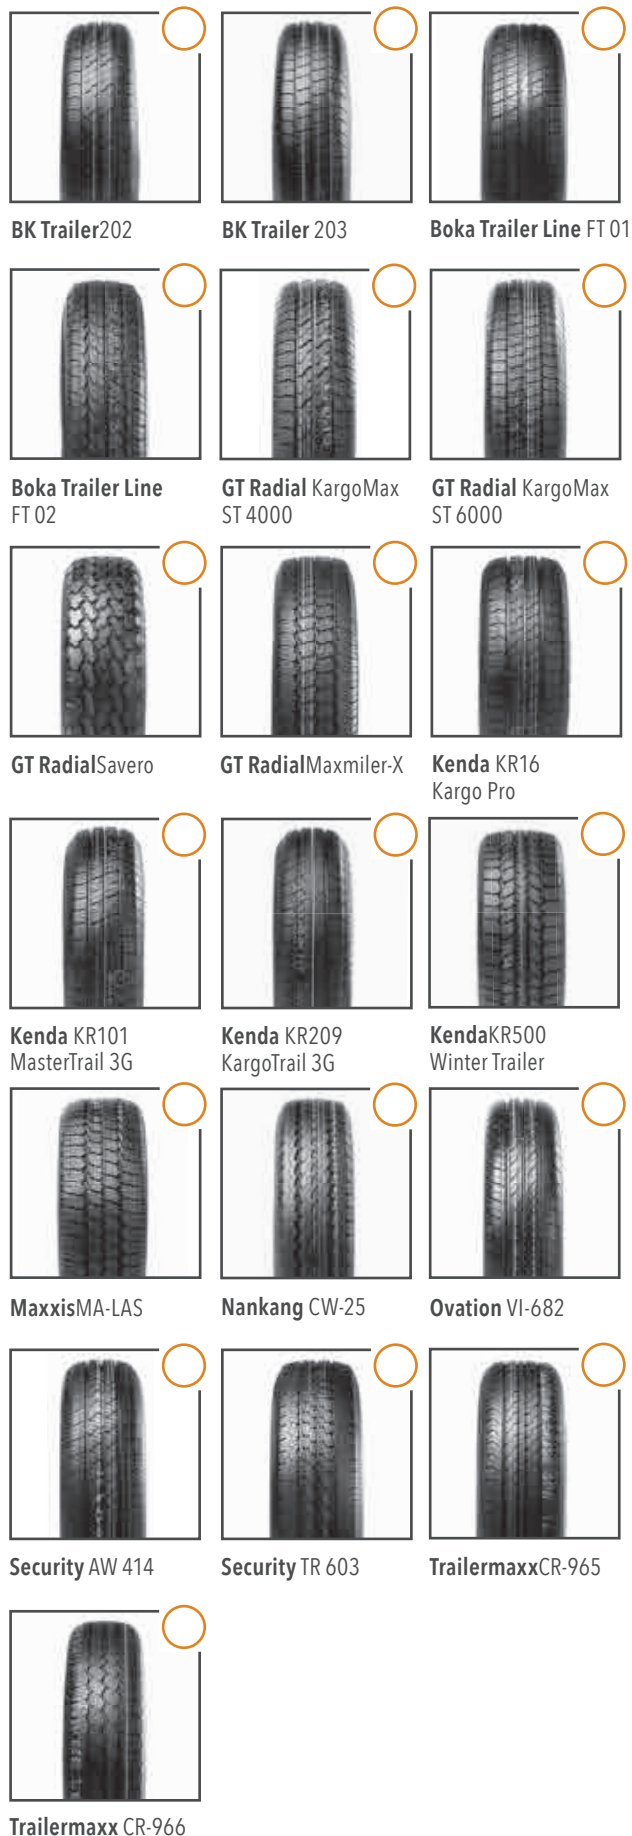 BK Trailer202
BK Trailer 203
Boka Trailer Line FT 01
Boka Trailer Line
FT 02
GT Radial KargoMax
ST 4000
GT Radial KargoMax
ST 6000
GT RadialSavero
GT RadialMaxmiler-X
Kenda KR16
Kargo Pro
Kenda KR101
MasterTrail 3G
Kenda KR209
KargoTrail 3G
KendaKR500
Winter Trailer
MaxxisMA-LAS
Nankang CW-25
Ovation VI-682
Security AW 414
Security TR 603
TrailermaxxCR-965
Trailermaxx CR-966